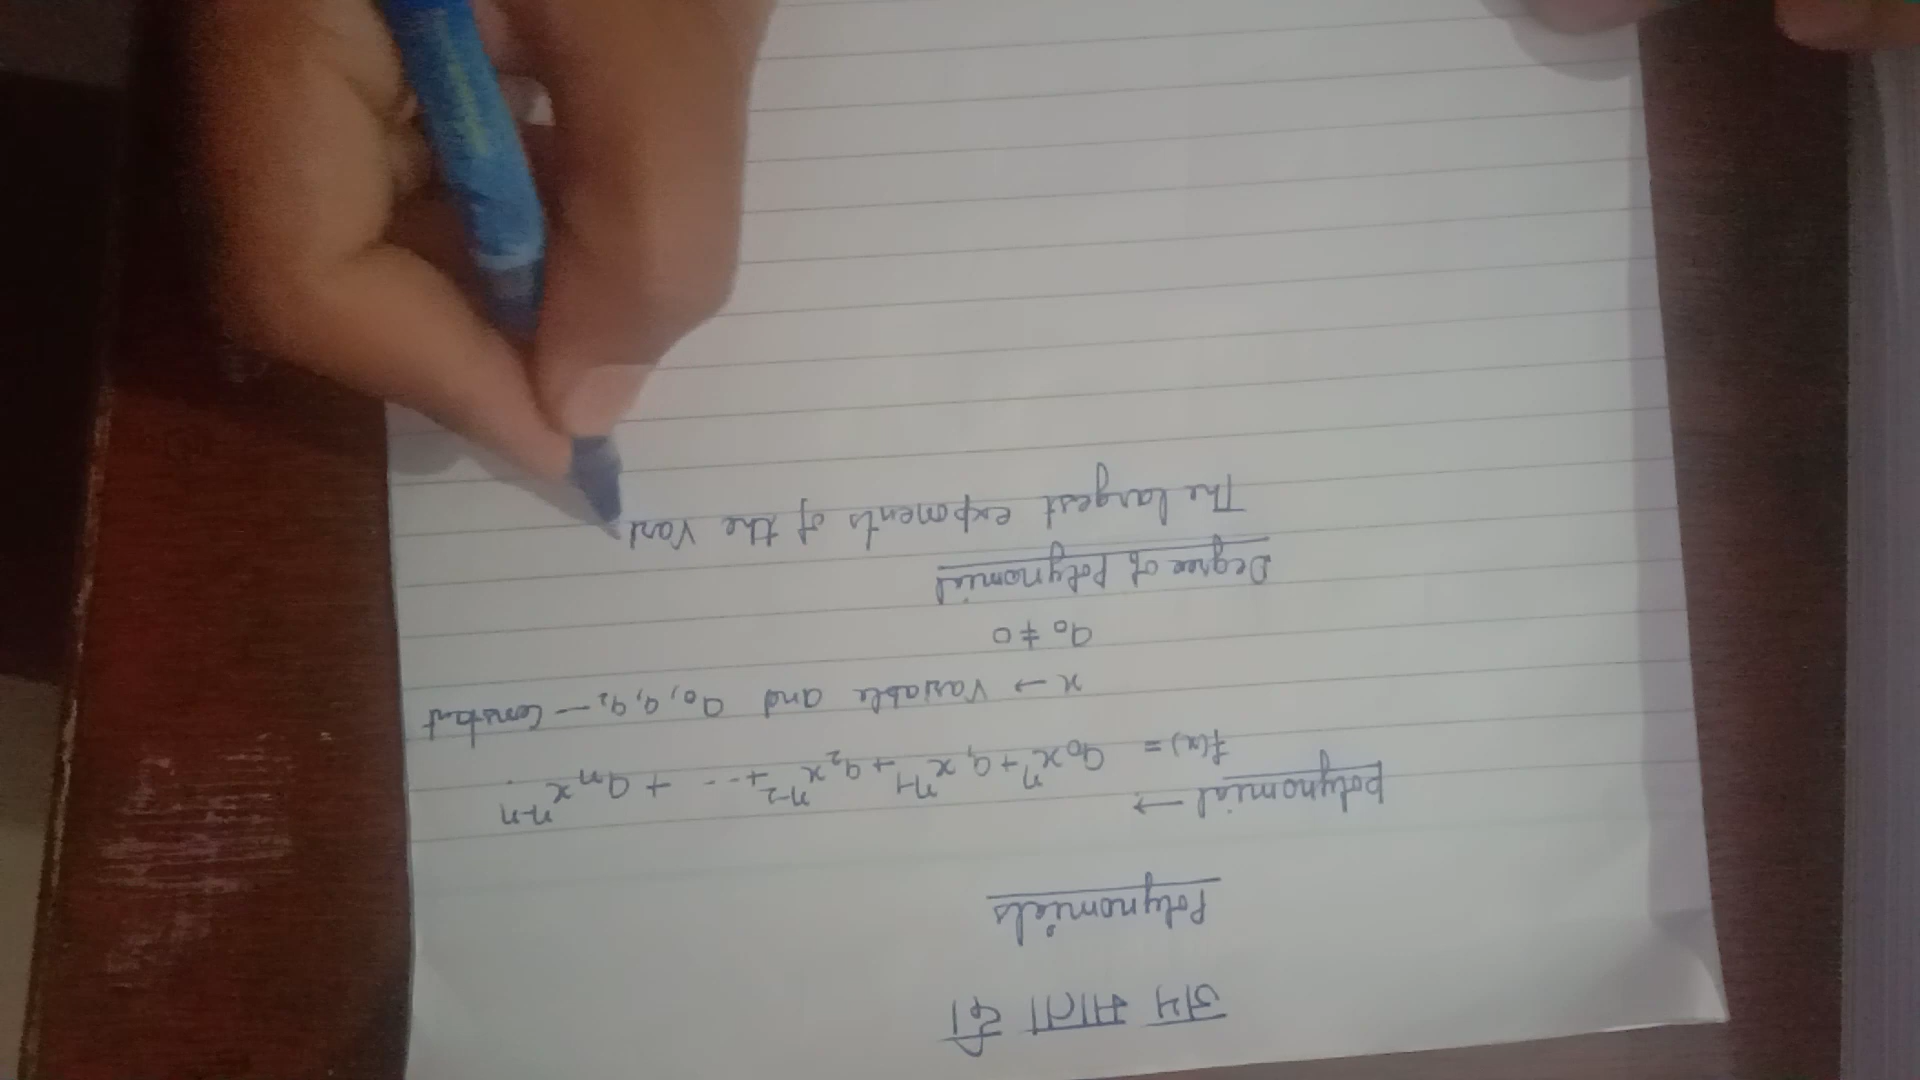 जय माता दी
Polynomials
Polynomial →
f(x) = a₀xⁿ + a₁xⁿ⁻¹ + a₂xⁿ⁻² + -- + aₙxⁿ⁻ⁿ
x → Variable and a₀, a₁ a₂ — Constant
a₀ ≠ 0
Degree of Polynomial
The largest exponents of the Vari